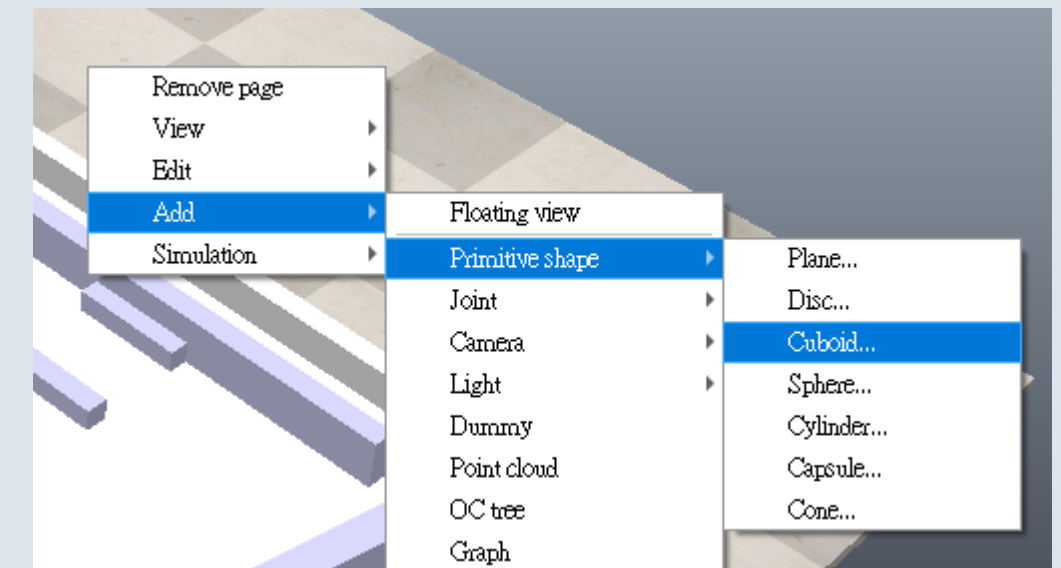 Remove page
View
Edit
Add
Simulation
Floating view
Primitive shape
Joint
Camera
Light
Dummy
Point cloud
OC tree
Graph
Plane...
Disc...
Cuboid...
Sphere...
Cylinder...
Capsule...
Cone...